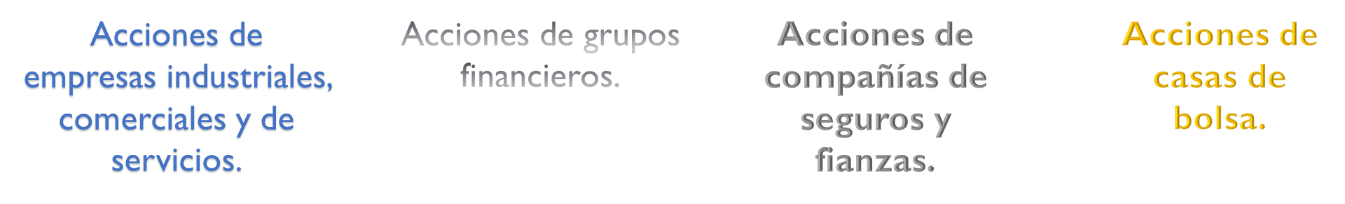 Acciones de
empresas industriales,
comerciales y de
servicios.
Acciones de grupos
financieros.
Acciones de
compañías de
seguros y
fianzas.
Acciones de
casas de
bolsa.